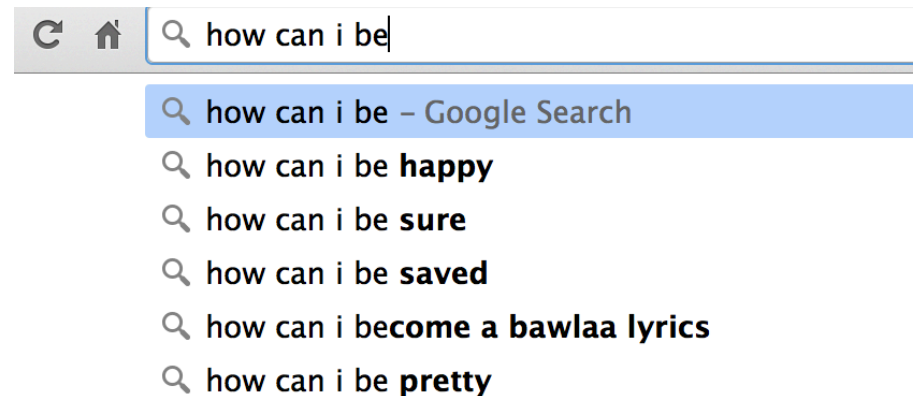 how can i be
how can i be – Google Search
how can i be happy
how can i be sure
how can i be saved
how can i become a bawlaa lyrics
how can i be pretty